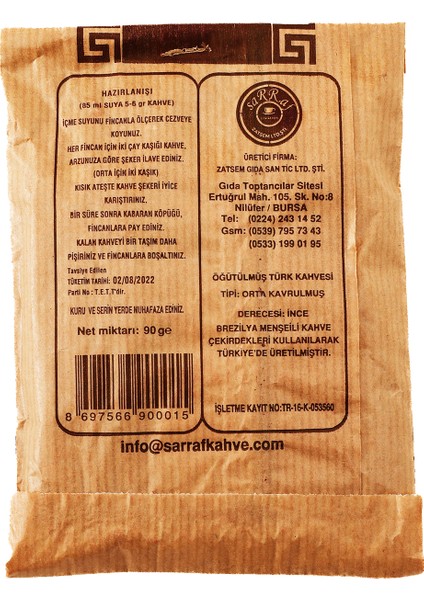 HAZIRLANIŞI
(85 ml SUYA 5-6 gr KAHVE)
İÇME SUYUNU FİNCANLA ÖLÇEREK CEZVEYE
KOYUNUZ.
HER FİNCAN İÇİN İKİ ÇAY KAŞIĞI KAHVE,
ARZUNUZA GÖRE ŞEKER İLAVE EDİNİZ.
(ORTA İÇİN İKİ KAŞIK)
KISIK ATEŞTE KAHVE ŞEKERİ İYİCE
KARIŞTIRINIZ.
BİR SÜRE SONRA KABARAN KÖPÜĞÜ,
FİNCANLARA PAY EDİNİZ.
KALAN KAHVEYİ BİR TAŞIM DAHA
PİŞİRİNİZ VE FİNCANLARA BOŞALTINIZ.
Tavsiye Edilen
TÜKETİM TARİHİ: 02/08/2022
Parti No : T.E.T.T'dir.
KURU VE SERİN YERDE NUHAFAZA EDİNİZ.
Net miktarı: 90 ge
8 697566 900015
SaRRaf
ZATSEM LTD.ŞTİ.
ÜRETİCİ FİRMA:
ZATSEM GIDA SAN TİC LTD. ŞTİ.
Gıda Toptancılar Sitesi
Ertuğrul Mah. 105. Sk. No:8
Nilüfer / BURSA
Tel: (0224) 243 14 52
Gsm: (0539) 795 73 43
(0533) 199 01 95
ÖĞÜTÜLMÜŞ TÜRK KAHVESİ
TİPİ: ORTA KAVRULMUŞ
DERECESİ: İNCE
BREZİLYA MENŞEİLİ KAHVE
ÇEKİRDEKLERİ KULLANILARAK
TÜRKİYE'DE ÜRETİLMİŞTİR.
İŞLETME KAYIT NO:TR-16-K-053560
info@sarrafkahve.com